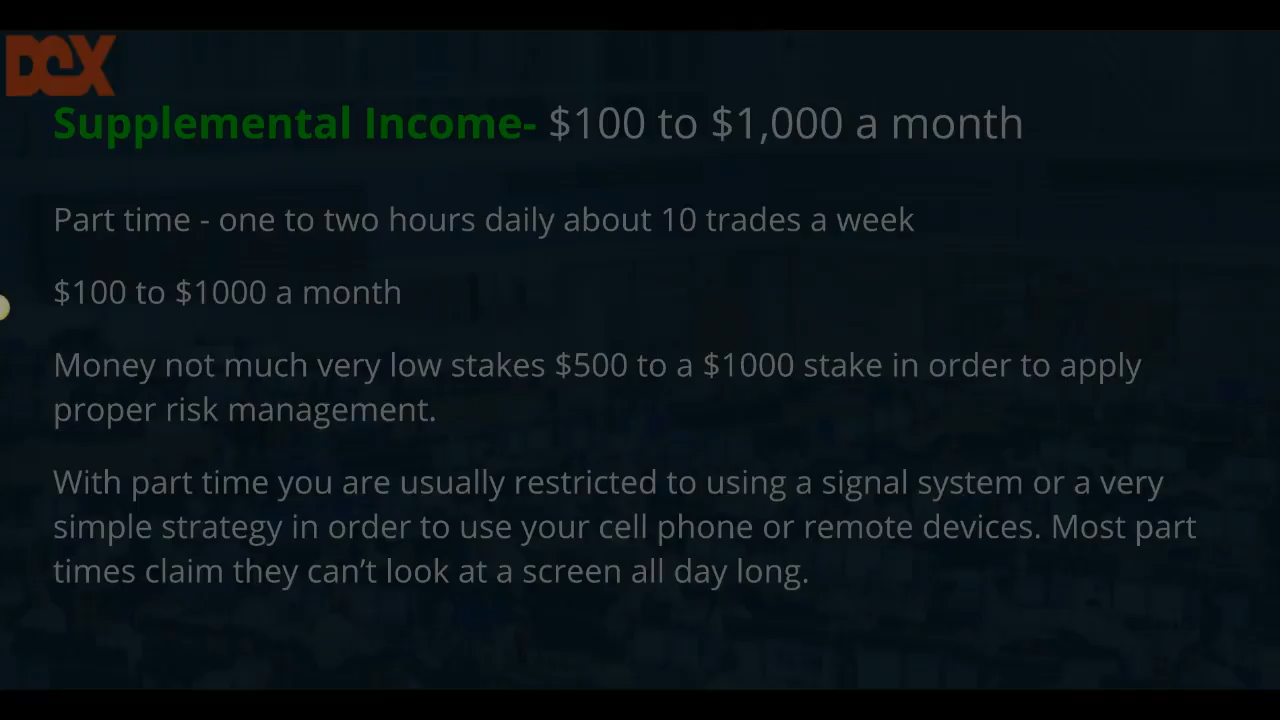 DEX
Supplemental Income- $100 to $1,000 a month
Part time - one to two hours daily about 10 trades a week
$100 to $1000 a month
Money not much very low stakes $500 to a $1000 stake in order to apply
proper risk management.
With part time you are usually restricted to using a signal system or a very
simple strategy in order to use your cell phone or remote devices. Most part
times claim they can’t look at a screen all day long.